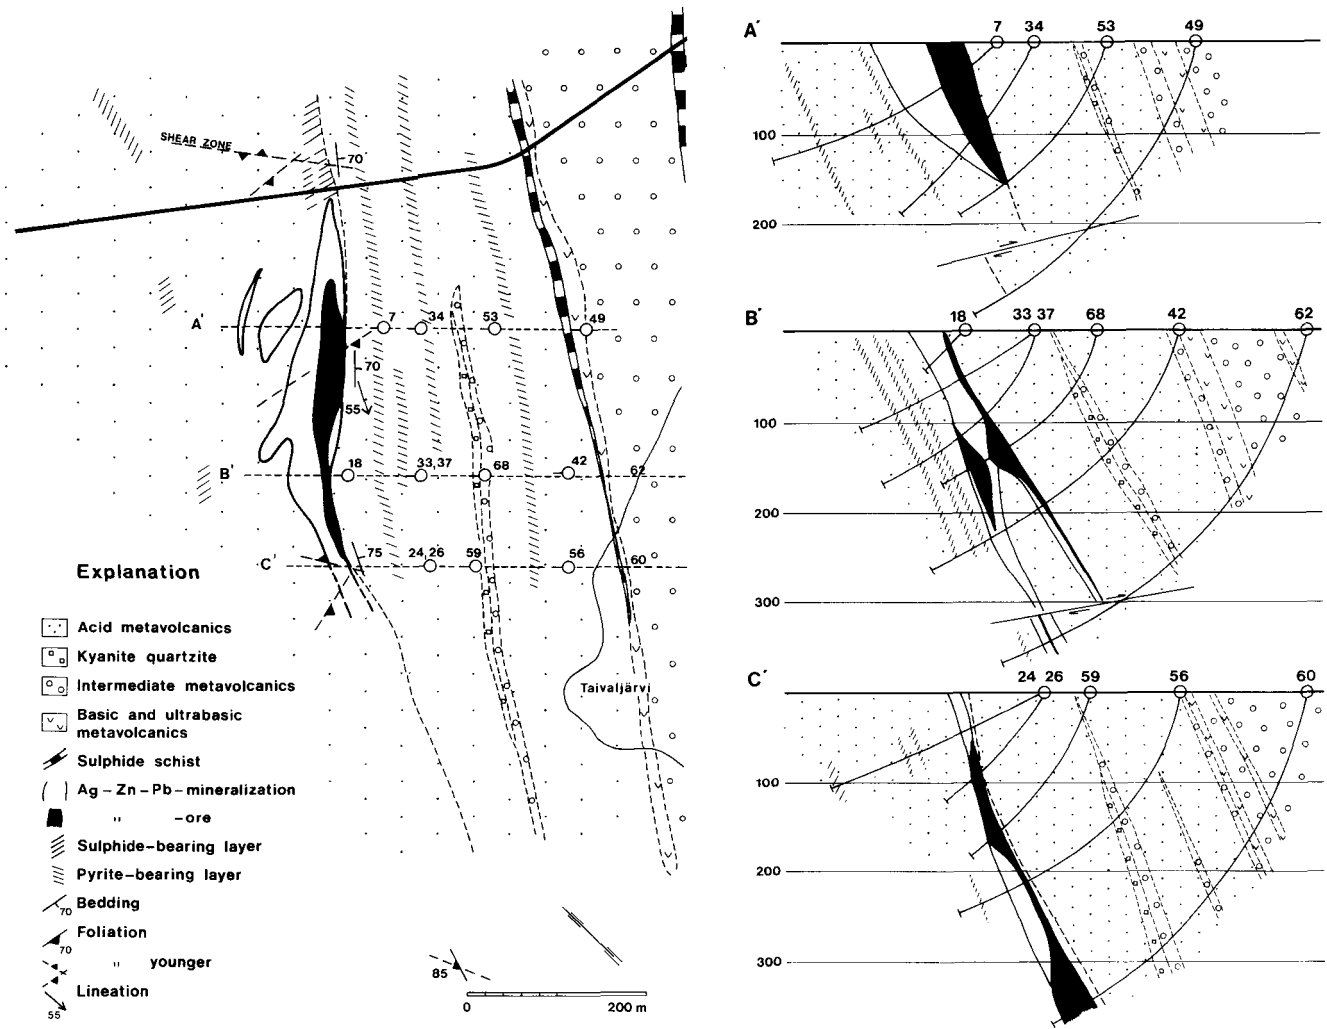 SHEAR ZONE
70
A'
7
34
53
49
70
55
B'
18
33,37
68
42
62
C'
75
24,26
59
56
60
Taivaljärvi
85
0
200 m
Explanation
Acid metavolcanics
Kyanite quartzite
Intermediate metavolcanics
Basic and ultrabasic
metavolcanics
Sulphide schist
Ag-Zn-Pb-mineralization
" -ore
Sulphide-bearing layer
Pyrite-bearing layer
70 Bedding
70 Foliation
" younger
55 Lineation
A'
7
34
53
49
100
200
B'
18
33
37
68
42
62
100
200
300
C'
24
26
59
56
60
100
200
300